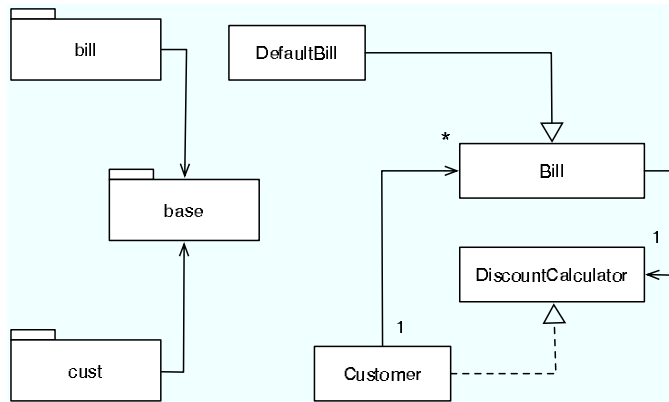 bill
DefaultBill
*
Bill
base
1
DiscountCalculator
1
cust
Customer